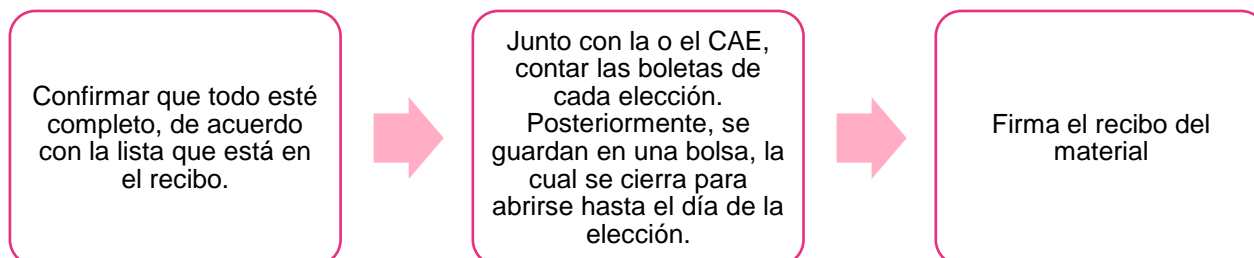 Confirmar que todo esté
completo, de acuerdo
con la lista que está en
el recibo.
Junto con la o el CAE,
contar las boletas de
cada elección.
Posteriormente, se
guardan en una bolsa, la
cual se cierra para
abrirse hasta el día de la
elección.
Firma el recibo del
material